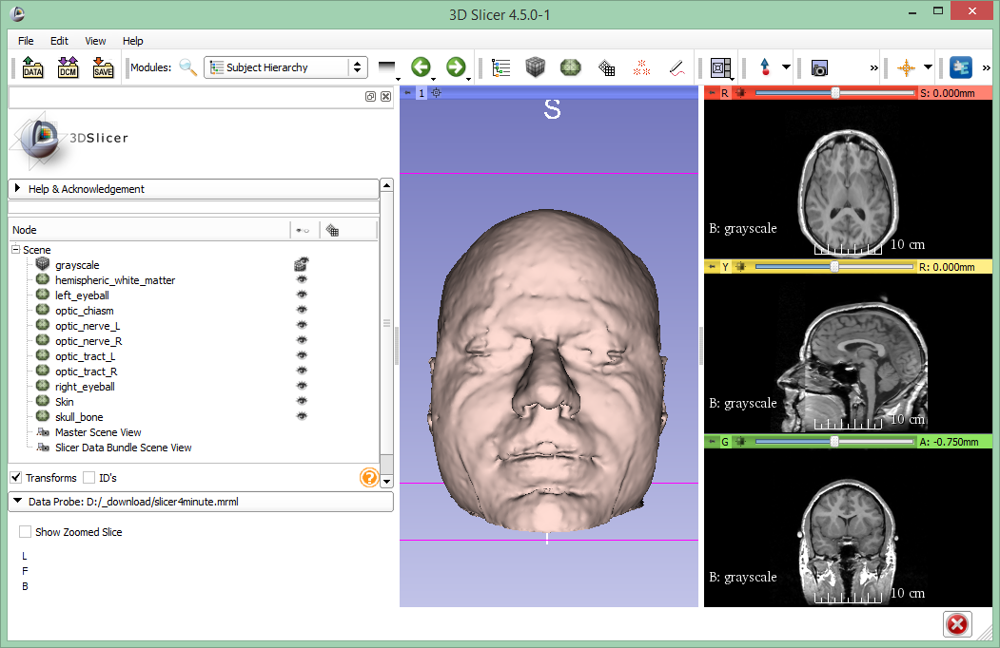 3D Slicer 4.5.0-1
File Edit View Help
DATA DCM SAVE Modules: Subject Hierarchy » »
1
S
R S: 0.000mm
B: grayscale 10 cm
Y R: 0.000mm
B: grayscale 10 cm
G A: -0.750mm
B: grayscale 10 cm
3DSlicer
Help & Acknowledgement
Node
Scene
grayscale
hemispheric_white_matter
left_eyeball
optic_chiasm
optic_nerve_L
optic_nerve_R
optic_tract_L
optic_tract_R
right_eyeball
Skin
skull_bone
Master Scene View
Slicer Data Bundle Scene View
Transforms ID's ?
Data Probe: D:/_download/slicer4minute.mrml
Show Zoomed Slice
L
F
B